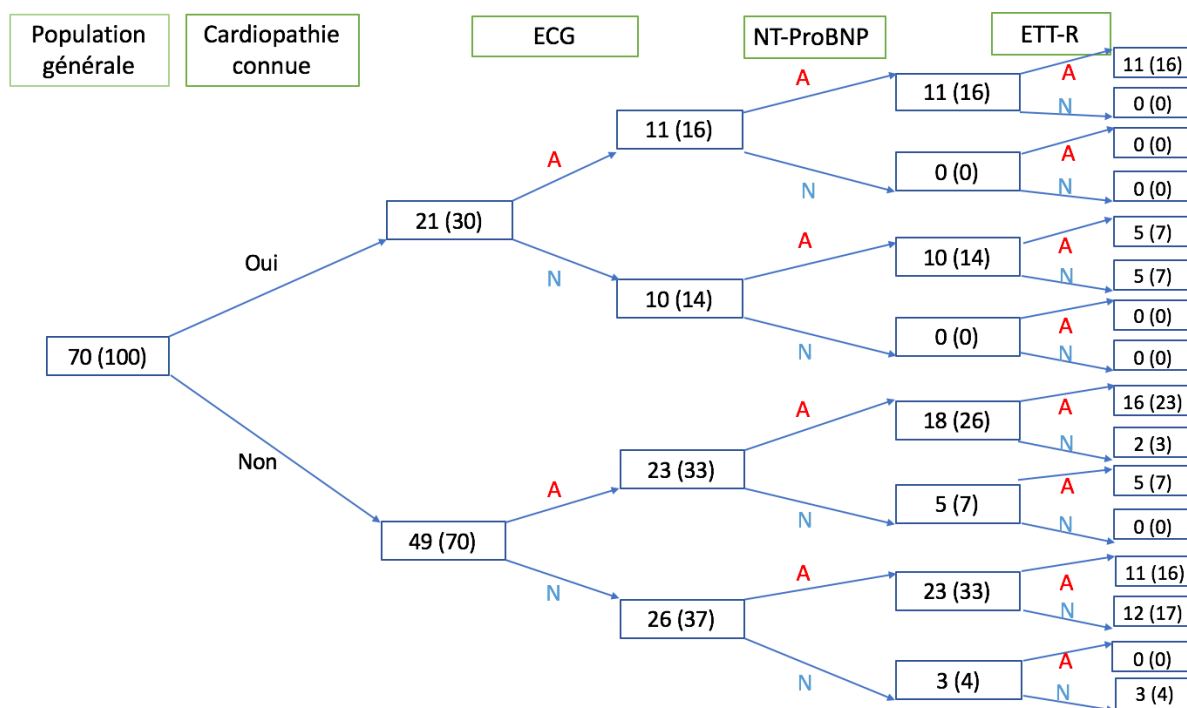 Population
générale
Cardiopathie
connue
ECG
NT-ProBNP
ETT-R
70 (100)
Oui
Non
21 (30)
49 (70)
A
N
A
N
11 (16)
10 (14)
23 (33)
26 (37)
A
N
A
N
A
N
A
N
11 (16)
0 (0)
10 (14)
0 (0)
18 (26)
5 (7)
23 (33)
3 (4)
A
N
A
N
A
N
A
N
A
N
A
N
A
N
A
N
11 (16)
0 (0)
0 (0)
0 (0)
5 (7)
5 (7)
0 (0)
0 (0)
16 (23)
2 (3)
5 (7)
0 (0)
11 (16)
12 (17)
0 (0)
3 (4)